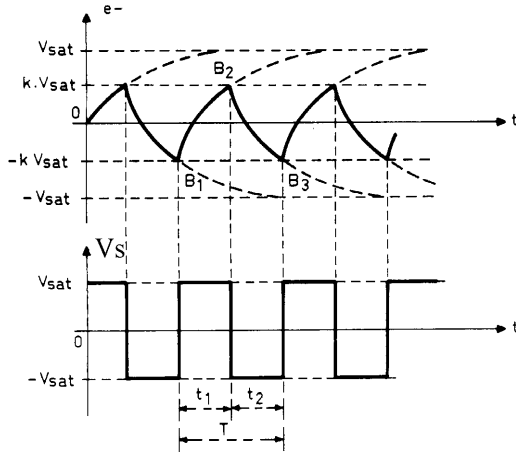 e-
Vsat
B2
k.Vsat
0
t
-k Vsat
B1
B3
-Vsat
Vs
Vsat
0
t
-Vsat
t1
t2
T